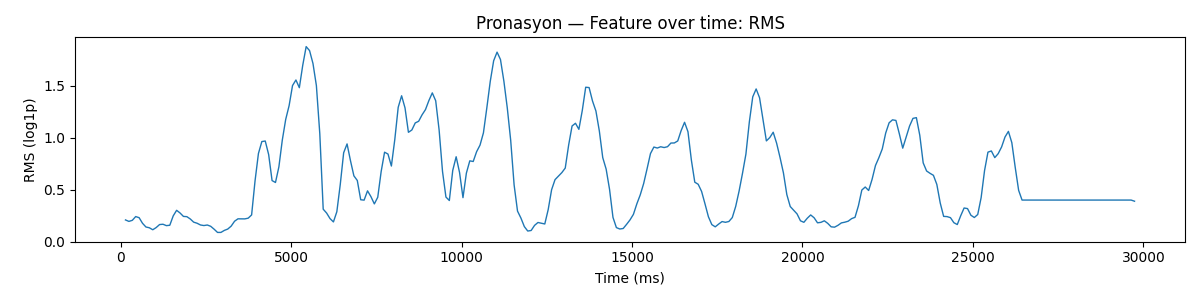 Pronasyon — Feature over time: RMS
RMS (log1p)
1.5
1.0
0.5
0.0
0 5000 10000 15000 20000 25000 30000
Time (ms)